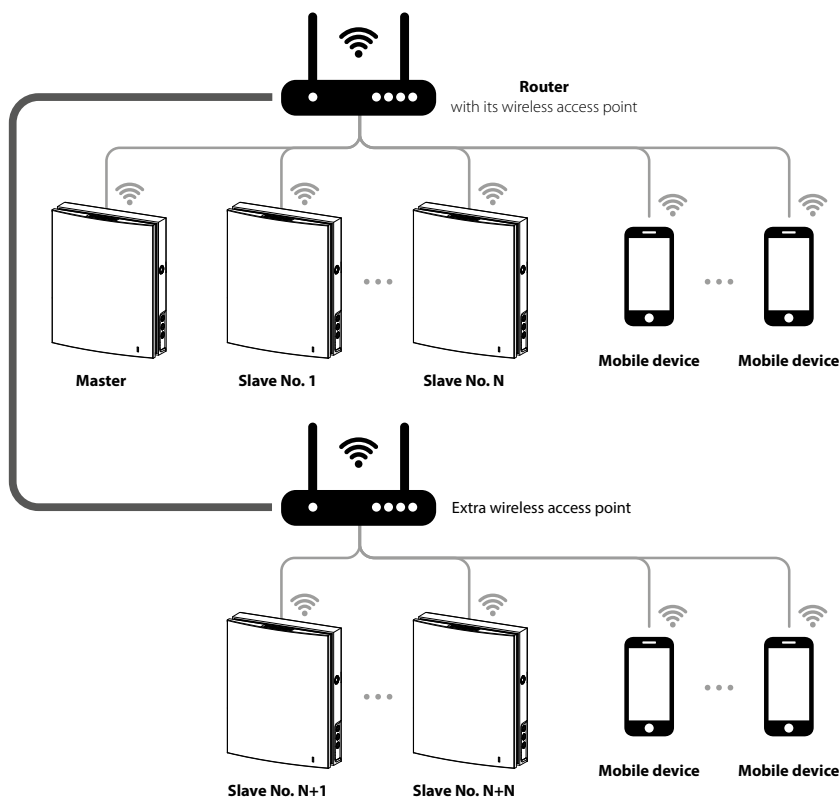 Router
with its wireless access point
Master
Slave No. 1
Slave No. N
Mobile device
Mobile device
Extra wireless access point
Slave No. N+1
Slave No. N+N
Mobile device
Mobile device